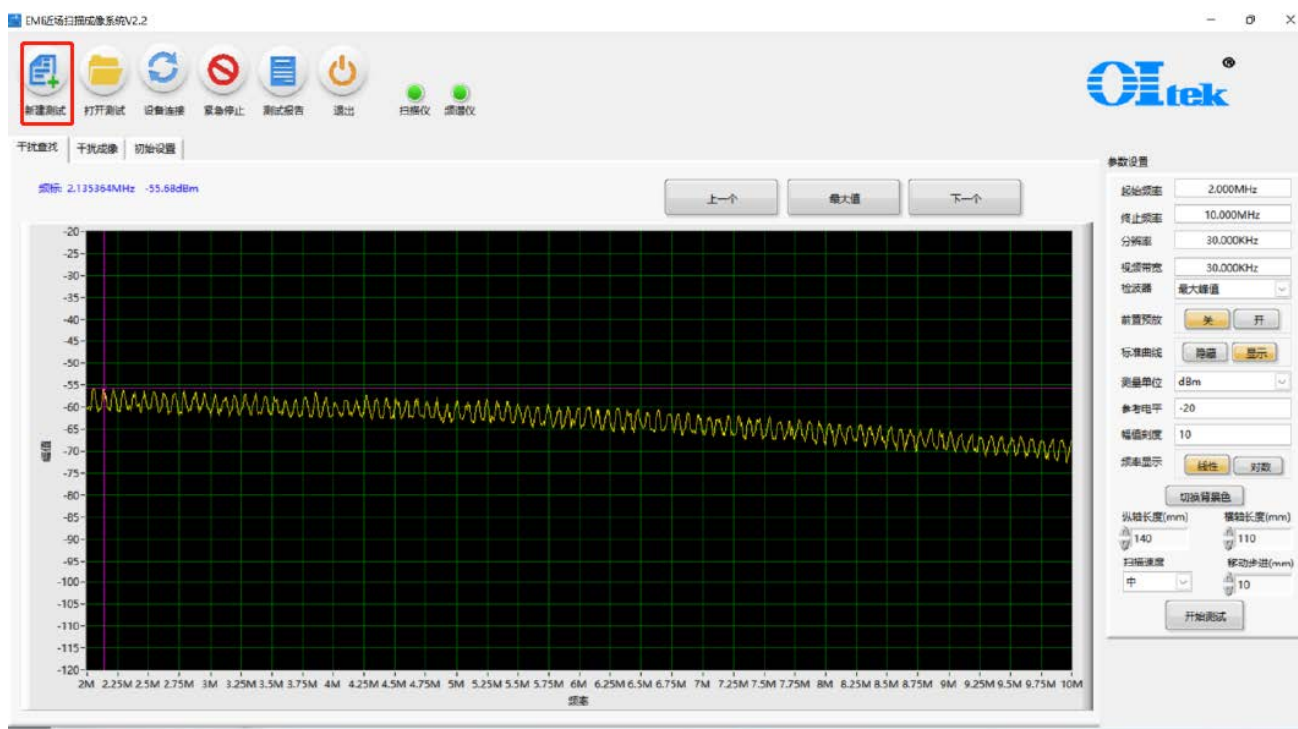 EMI近场扫描成像系统V2.2
新建测试 打开测试 设备连接 紧急停止 测试报告 退出 扫描仪 频谱仪
OItek ®
干扰查找 干扰成像 初始设置
参数设置
频标: 2.135364MHz -55.68dBm
上一个 最大值 下一个
起始频率 2.000MHz
终止频率 10.000MHz
分辨率 30.000KHz
视频带宽 30.000KHz
检波器 最大峰值
前置预放 关 开
标准曲线 隐藏 显示
测量单位 dBm
参考电平 -20
幅值刻度 10
频率显示 线性 对数
切换背景色
纵轴长度(mm) 横轴长度(mm)
140 110
扫描速度 移动步进(mm)
中 10
开始测试
幅值
-20
-25
-30
-35
-40
-45
-50
-55
-60
-65
-70
-75
-80
-85
-90
-95
-100
-105
-110
-115
-120
2M 2.25M 2.5M 2.75M 3M 3.25M 3.5M 3.75M 4M 4.25M 4.5M 4.75M 5M 5.25M 5.5M 5.75M 6M 6.25M 6.5M 6.75M 7M 7.25M 7.5M 7.75M 8M 8.25M 8.5M 8.75M 9M 9.25M 9.5M 9.75M 10M
频率